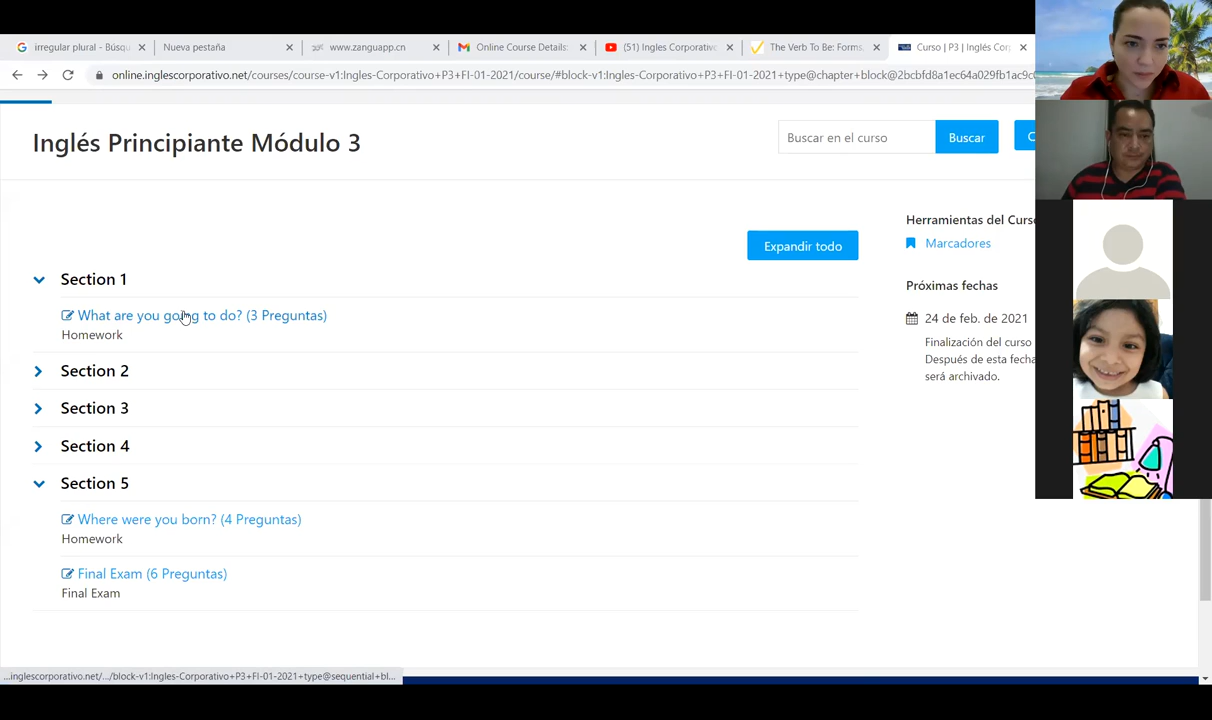 irregular plural - Búsqu
Nueva pestaña
www.zanguapp.cn
Online Course Details:
(51) Ingles Corporativo
The Verb To Be: Forms,
Curso | P3 | Inglés Cor
online.inglescorporativo.net/courses/course-v1:Ingles-Corporativo+P3+FI-01-2021/course/#block-v1:Ingles-Corporativo+P3+FI-01-2021+type@chapter+block@2bcbfd8a1ec64a029fb1ac9c
Inglés Principiante Módulo 3
Buscar en el curso
Buscar
C
Herramientas del Curs
Marcadores
Expandir todo
Section 1
Próximas fechas
What are you going to do? (3 Preguntas)
24 de feb. de 2021
Homework
Finalización del curso
Después de esta fecha
será archivado.
Section 2
Section 3
Section 4
Section 5
Where were you born? (4 Preguntas)
Homework
Final Exam (6 Preguntas)
Final Exam
...inglescorporativo.net/.../block-v1:Ingles-Corporativo+P3+FI-01-2021+type@sequential+bl...